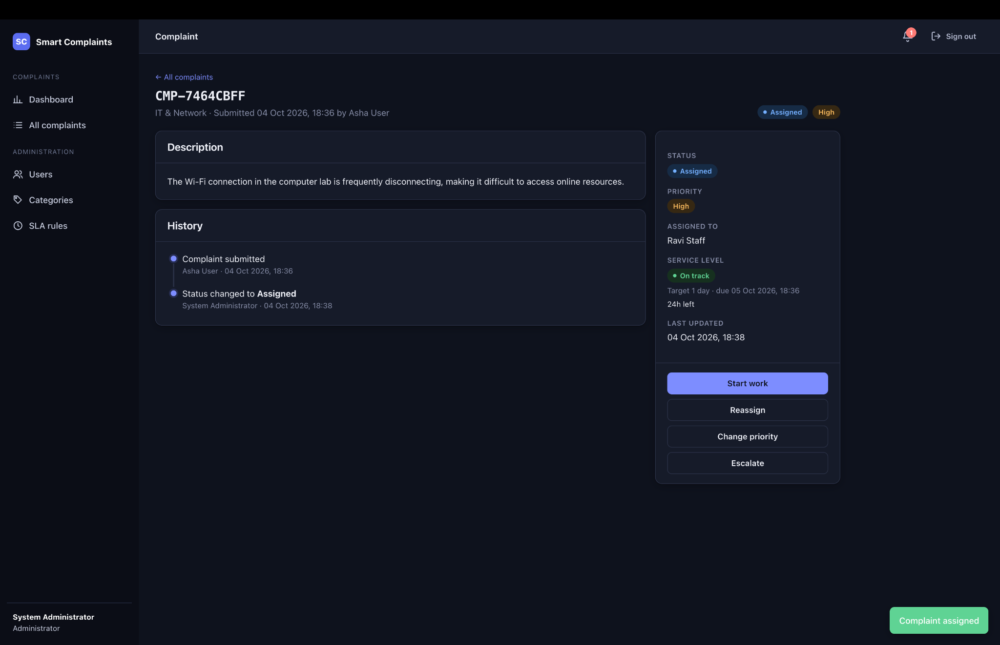 SC Smart Complaints
COMPLAINTS
Dashboard
All complaints
ADMINISTRATION
Users
Categories
SLA rules
System Administrator
Administrator
Complaint
1
Sign out
← All complaints
CMP-7464CBFF
IT & Network · Submitted 04 Oct 2026, 18:36 by Asha User
Assigned
High
Description
The Wi-Fi connection in the computer lab is frequently disconnecting, making it difficult to access online resources.
History
Complaint submitted
Asha User · 04 Oct 2026, 18:36
Status changed to Assigned
System Administrator · 04 Oct 2026, 18:38
STATUS
Assigned
PRIORITY
High
ASSIGNED TO
Ravi Staff
SERVICE LEVEL
On track
Target 1 day · due 05 Oct 2026, 18:36
24h left
LAST UPDATED
04 Oct 2026, 18:38
Start work
Reassign
Change priority
Escalate
Complaint assigned